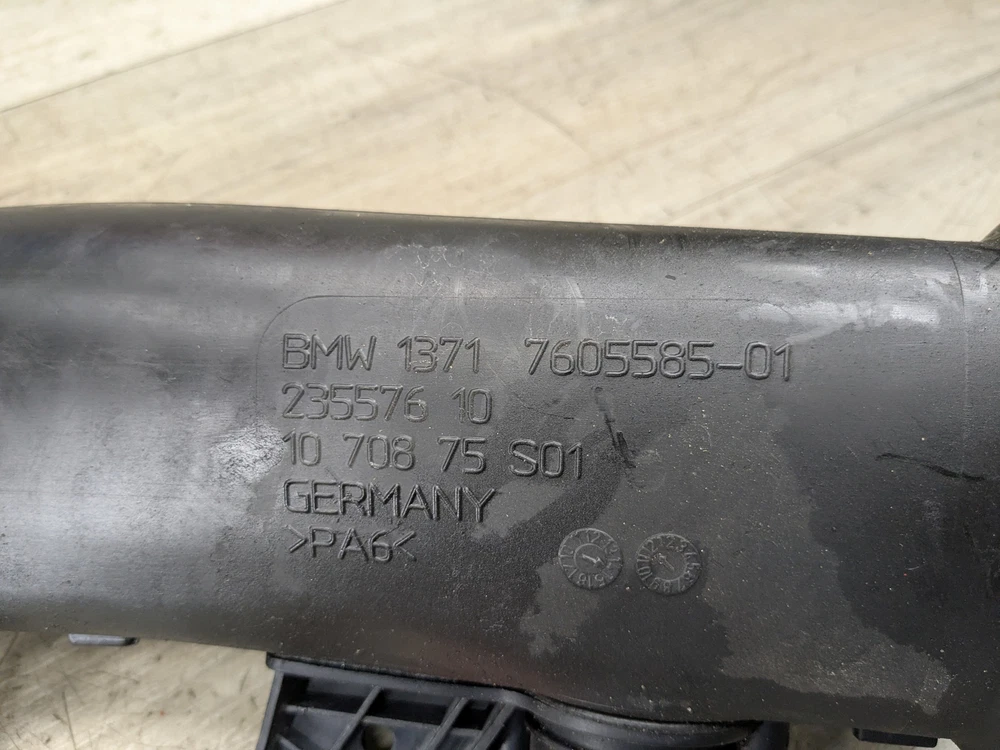 BMW 1371 7605585-01
235576 10
10 708 75 S01
GERMANY
>PA6<